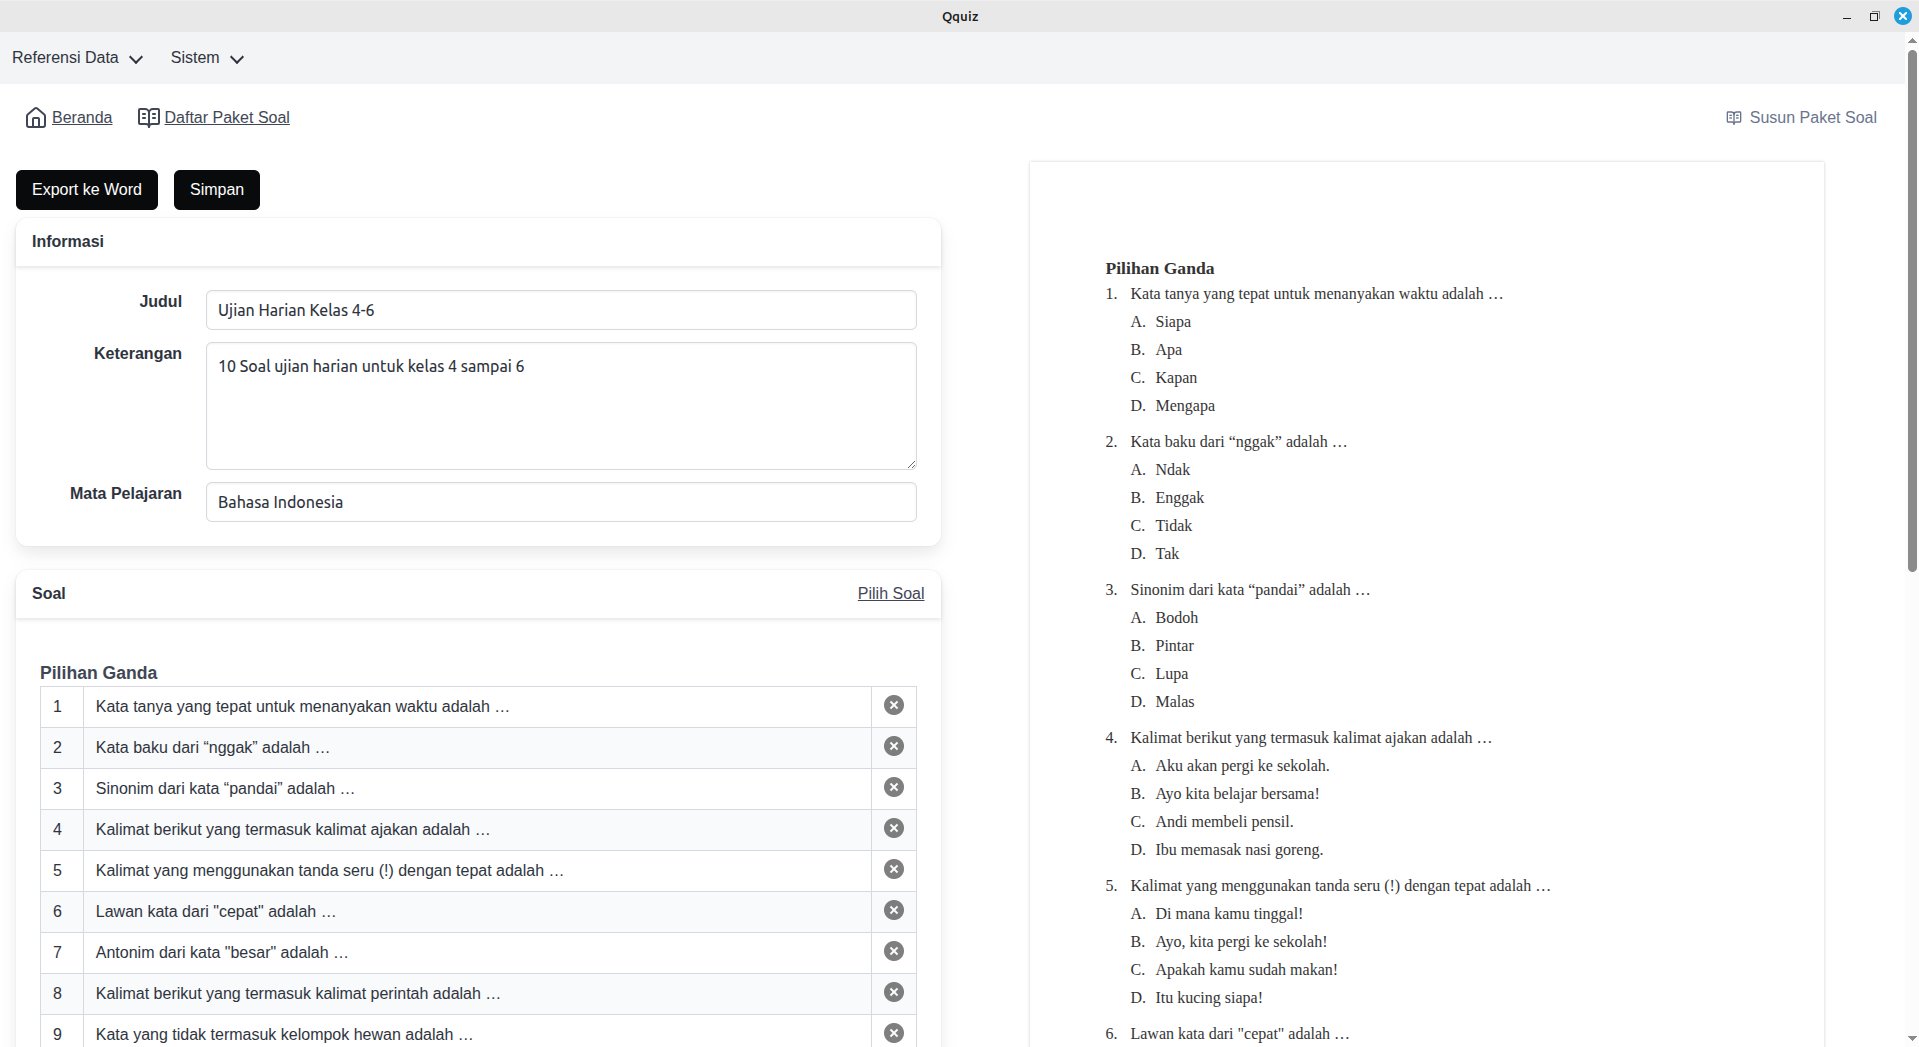 Qquiz
Referensi Data
Sistem
Beranda
Daftar Paket Soal
Susun Paket Soal
Export ke Word
Simpan
Informasi
Judul
Ujian Harian Kelas 4-6
Keterangan
10 Soal ujian harian untuk kelas 4 sampai 6
Mata Pelajaran
Bahasa Indonesia
Soal
Pilih Soal
Pilihan Ganda
1 Kata tanya yang tepat untuk menanyakan waktu adalah …
2 Kata baku dari “nggak” adalah …
3 Sinonim dari kata “pandai” adalah …
4 Kalimat berikut yang termasuk kalimat ajakan adalah …
5 Kalimat yang menggunakan tanda seru (!) dengan tepat adalah …
6 Lawan kata dari "cepat" adalah …
7 Antonim dari kata "besar" adalah …
8 Kalimat berikut yang termasuk kalimat perintah adalah …
9 Kata yang tidak termasuk kelompok hewan adalah …
Pilihan Ganda
1. Kata tanya yang tepat untuk menanyakan waktu adalah …
A. Siapa
B. Apa
C. Kapan
D. Mengapa
2. Kata baku dari “nggak” adalah …
A. Ndak
B. Enggak
C. Tidak
D. Tak
3. Sinonim dari kata “pandai” adalah …
A. Bodoh
B. Pintar
C. Lupa
D. Malas
4. Kalimat berikut yang termasuk kalimat ajakan adalah …
A. Aku akan pergi ke sekolah.
B. Ayo kita belajar bersama!
C. Andi membeli pensil.
D. Ibu memasak nasi goreng.
5. Kalimat yang menggunakan tanda seru (!) dengan tepat adalah …
A. Di mana kamu tinggal!
B. Ayo, kita pergi ke sekolah!
C. Apakah kamu sudah makan!
D. Itu kucing siapa!
6. Lawan kata dari "cepat" adalah …